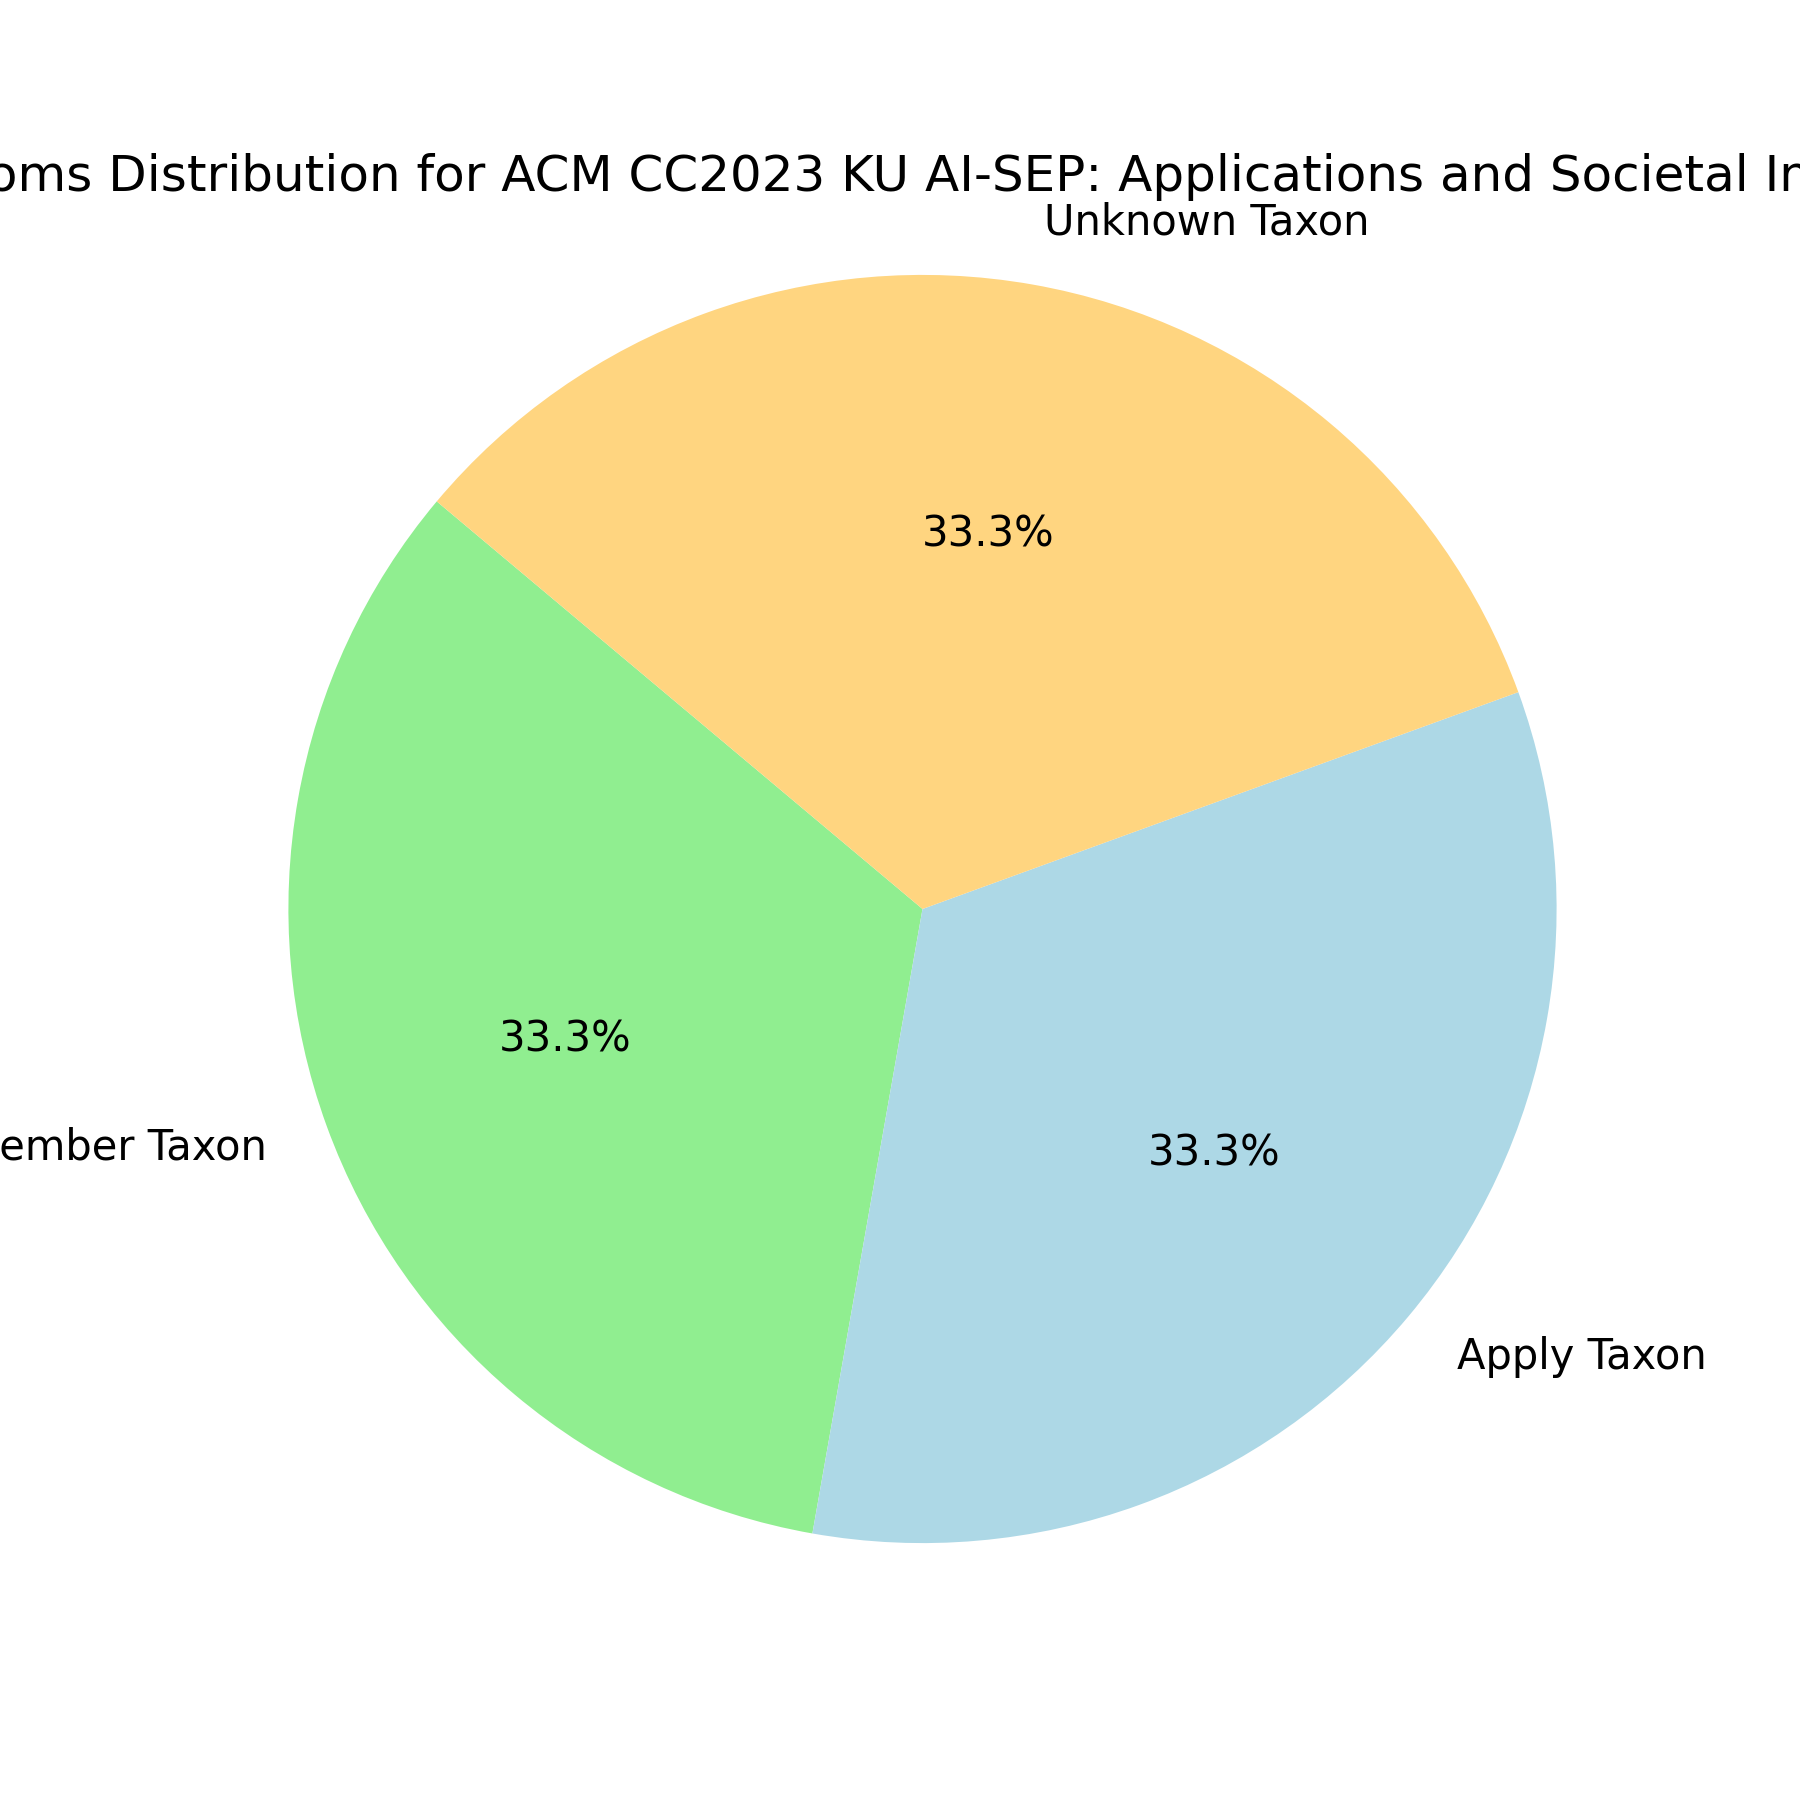 oms Distribution for ACM CC2023 KU AI-SEP: Applications and Societal In
Unknown Taxon
33.3%
33.3%
ember Taxon
33.3%
Apply Taxon